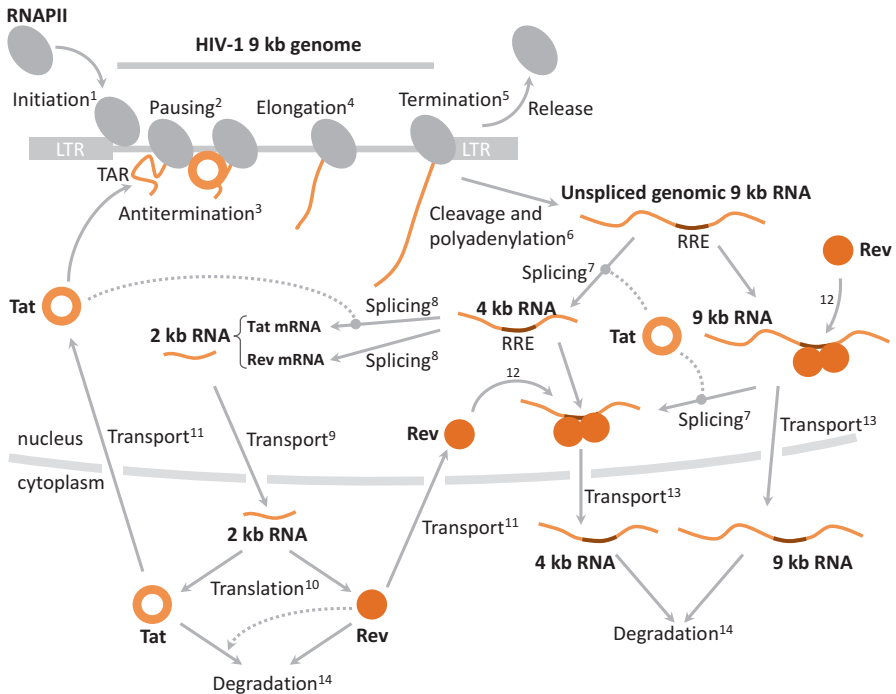 RNAPII
HIV-1 9 kb genome
Initiation¹
Pausing²
Elongation⁴
Termination⁵
Release
LTR
LTR
TAR
Antitermination³
Cleavage and
polyadenylation⁶
Unspliced genomic 9 kb RNA
RRE
Rev
Splicing⁷
12
Tat
Splicing⁸
4 kb RNA
9 kb RNA
2 kb RNA
Tat mRNA
Rev mRNA
RRE
Tat
Splicing⁸
12
Splicing⁷
Rev
nucleus
Transport¹¹
Transport⁹
Transport¹³
cytoplasm
Transport¹³
Transport¹¹
2 kb RNA
4 kb RNA
9 kb RNA
Translation¹⁰
Tat
Rev
Degradation¹⁴
Degradation¹⁴